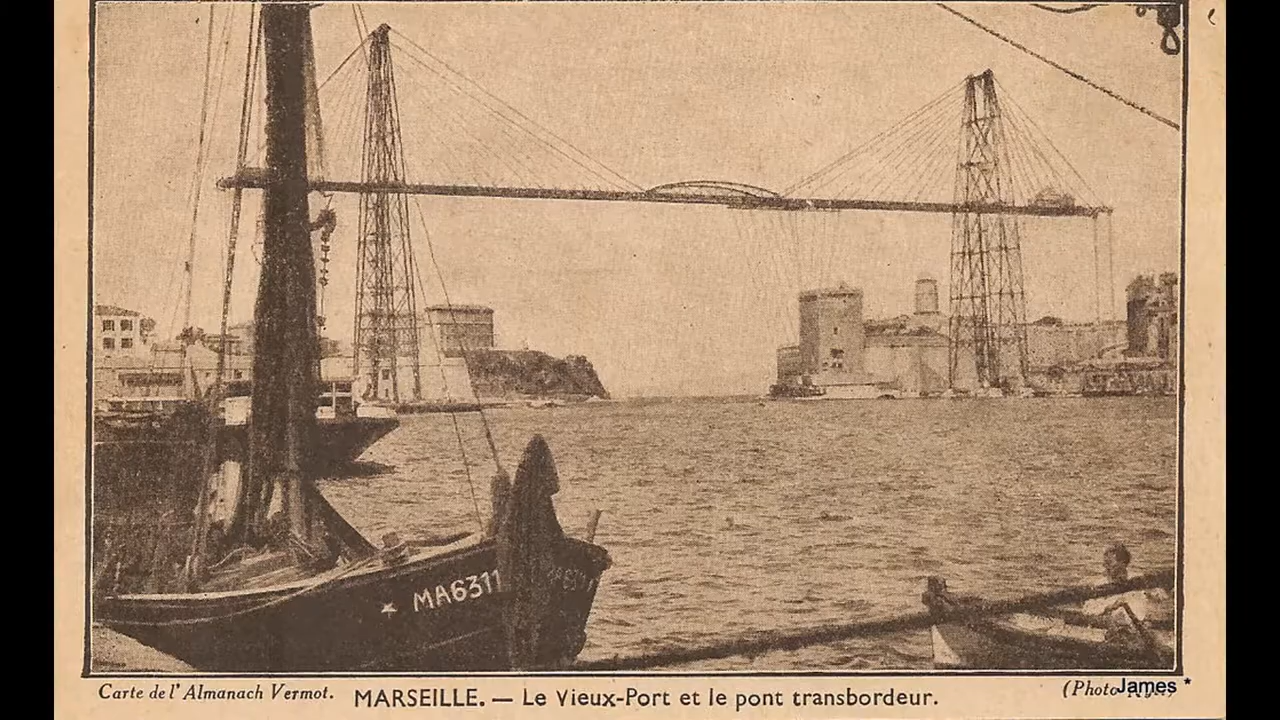 MA6311
Carte de l'Almanach Vermot. MARSEILLE. — Le Vieux-Port et le pont transbordeur. (Photo James *